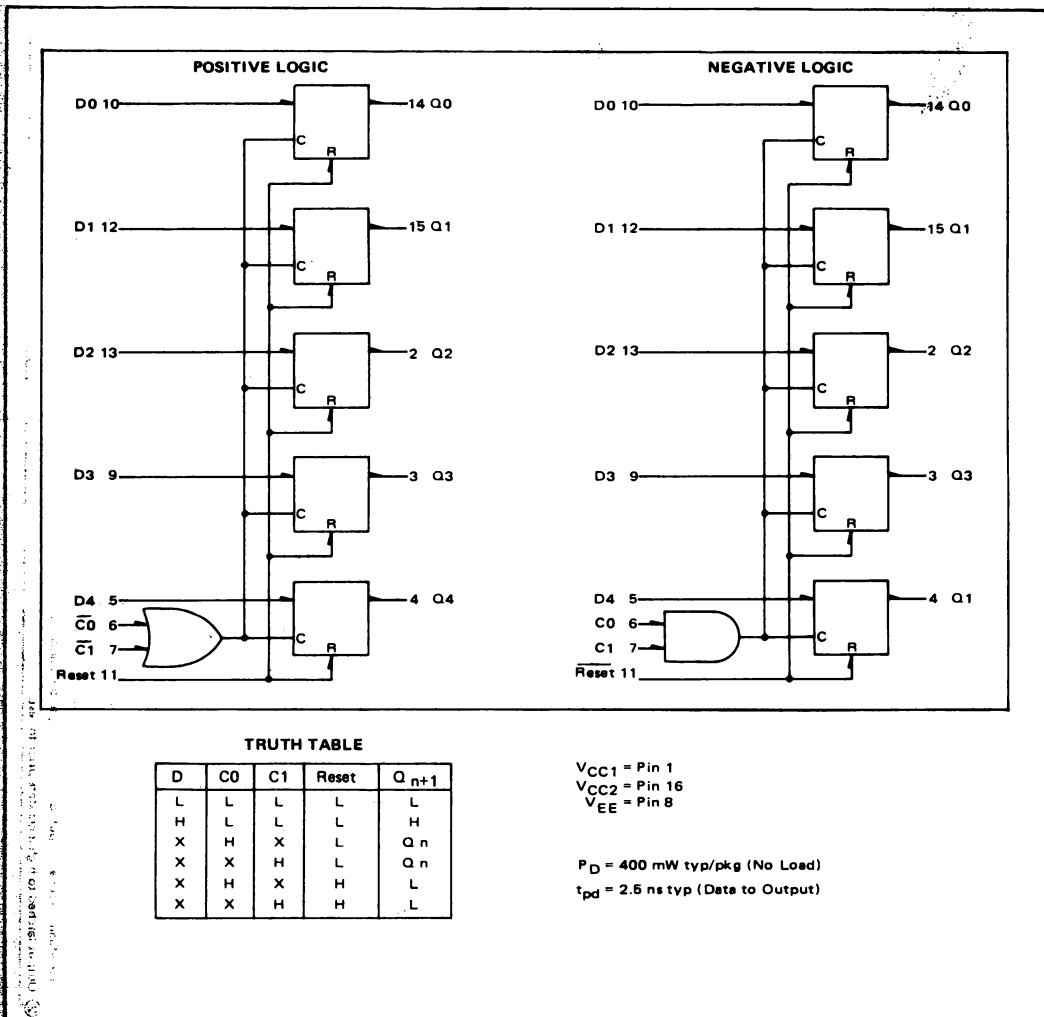 POSITIVE LOGIC
D0 10
C
R
14 Q0
D1 12
C
R
15 Q1
D2 13
C
R
2 Q2
D3 9
C
R
3 Q3
D4 5
C0 6
C1 7
Reset 11
C
R
4 Q4
NEGATIVE LOGIC
D0 10
C
R
14 Q0
D1 12
C
R
15 Q1
D2 13
C
R
2 Q2
D3 9
C
R
3 Q3
D4 5
C0 6
C1 7
Reset 11
C
R
4 Q1
TRUTH TABLE
D C0 C1 Reset Q n+1
L L L L L
H L L L H
X H X L Q n
X X H L Q n
X H X H L
X X H H L
VCC1 = Pin 1
VCC2 = Pin 16
VEE = Pin 8
PD = 400 mW typ/pkg (No Load)
tpd = 2.5 ns typ (Data to Output)